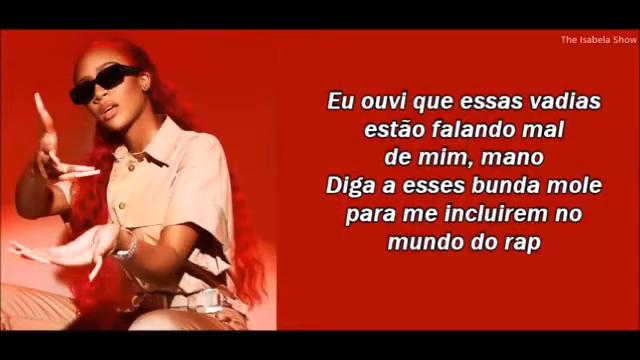 The Isabela Show
Eu ouvi que essas vadias
estão falando mal
de mim, mano
Diga a esses bunda mole
para me incluirem no
mundo do rap